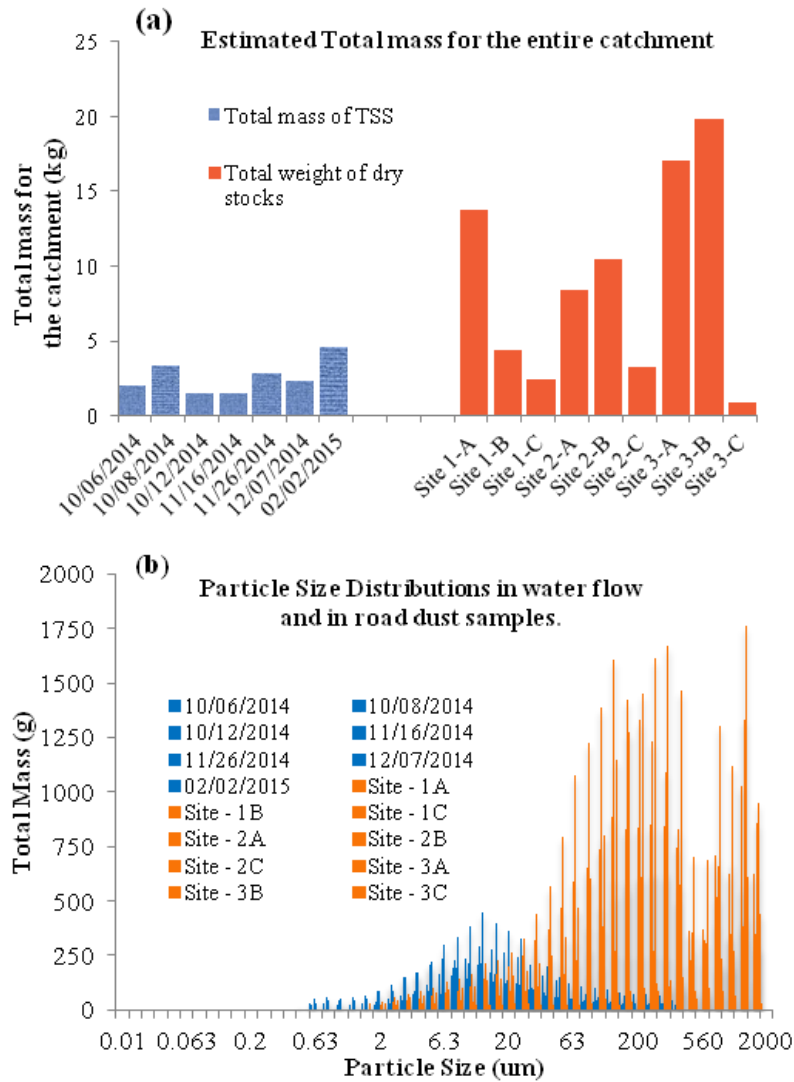 (a)
Estimated Total mass for the entire catchment
25
20
15
10
5
0
Total mass for
the catchment (kg)
Total mass of TSS
Total weight of dry
stocks
10/06/2014
10/08/2014
10/12/2014
11/16/2014
11/26/2014
12/07/2014
02/02/2015
Site 1-A
Site 1-B
Site 1-C
Site 2-A
Site 2-B
Site 2-C
Site 3-A
Site 3-B
Site 3-C
(b)
Particle Size Distributions in water flow
and in road dust samples.
2000
1750
1500
1250
1000
750
500
250
0
Total Mass (g)
10/06/2014 10/08/2014
10/12/2014 11/16/2014
11/26/2014 12/07/2014
02/02/2015 Site - 1A
Site - 1B Site - 1C
Site - 2A Site - 2B
Site - 2C Site - 3A
Site - 3B Site - 3C
0.01 0.063 0.2 0.63 2 6.3 20 63 200 560 2000
Particle Size (um)